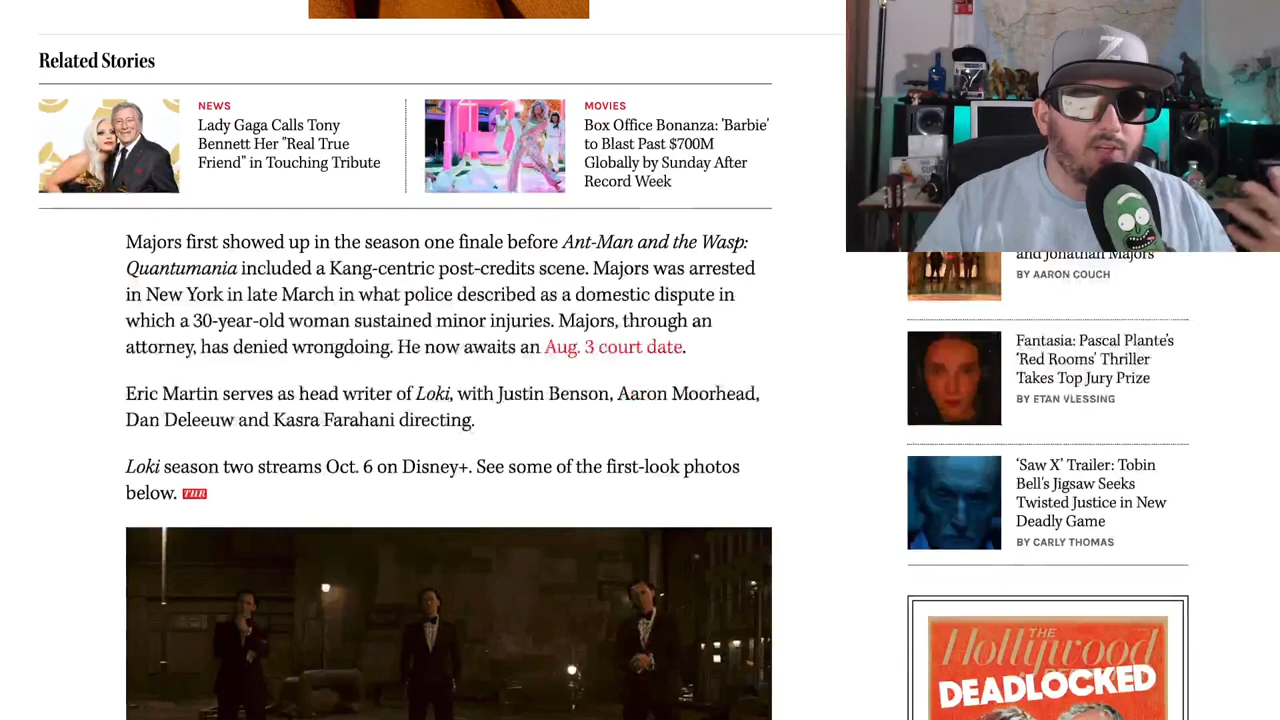 Related Stories
NEWS
Lady Gaga Calls Tony
Bennett Her "Real True
Friend" in Touching Tribute
MOVIES
Box Office Bonanza: 'Barbie'
to Blast Past $700M
Globally by Sunday After
Record Week
Majors first showed up in the season one finale before Ant-Man and the Wasp:
Quantumania included a Kang-centric post-credits scene. Majors was arrested
in New York in late March in what police described as a domestic dispute in
which a 30-year-old woman sustained minor injuries. Majors, through an
attorney, has denied wrongdoing. He now awaits an Aug. 3 court date.
Eric Martin serves as head writer of Loki, with Justin Benson, Aaron Moorhead,
Dan Deleeuw and Kasra Farahani directing.
Loki season two streams Oct. 6 on Disney+. See some of the first-look photos
below. THR
Z
and Jonathan Majors
BY AARON COUCH
Fantasia: Pascal Plante's
'Red Rooms' Thriller
Takes Top Jury Prize
BY ETAN VLESSING
'Saw X' Trailer: Tobin
Bell's Jigsaw Seeks
Twisted Justice in New
Deadly Game
BY CARLY THOMAS
THE
Hollywood
DEADLOCKED